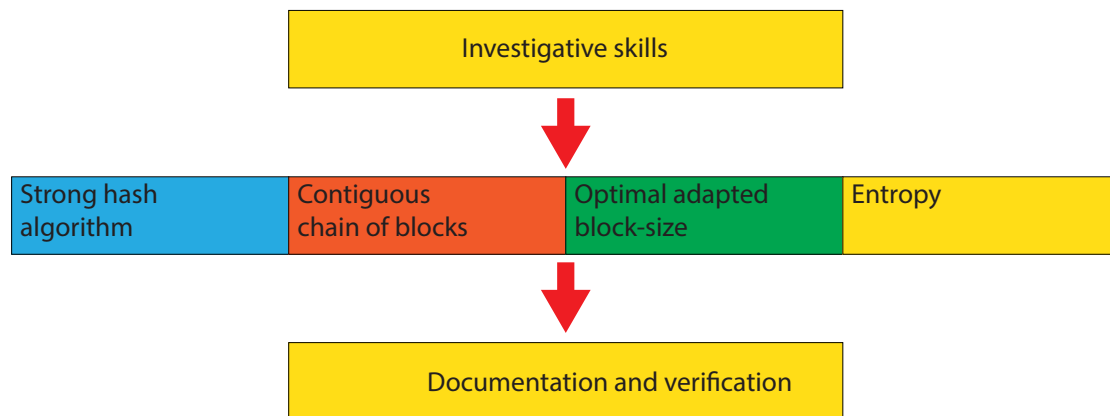 Investigative skills
Strong hash
algorithm
Contiguous
chain of blocks
Optimal adapted
block-size
Entropy
Documentation and verification